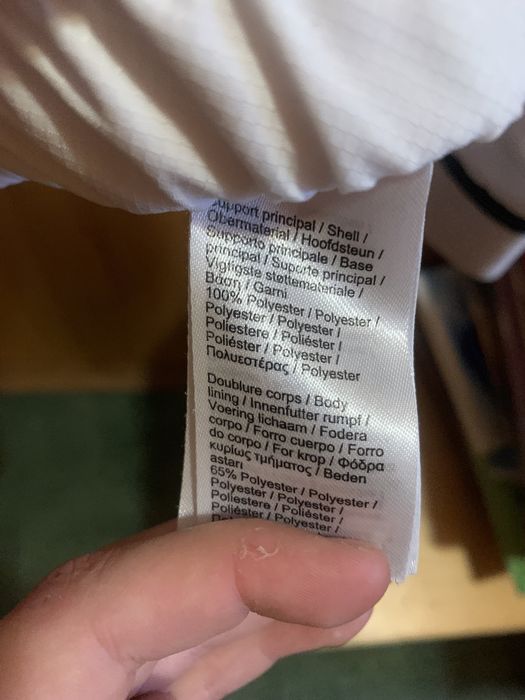 Support principal / Shell /
Obermaterial / Hoofdsteun /
Supporto principale / Base
principal / Suporte principal /
Vigtigste støttemateriale /
Βάση / Garni
100% Polyester / Polyester /
Polyester / Polyester /
Poliestere / Poliéster /
Poliéster / Polyester /
Πολυεστέρας / Polyester
Doublure corps / Body
lining / Innenfutter rumpf /
Voering lichaam / Fodera
corpo / Forro cuerpo / Forro
do corpo / For krop / Φόδρα
κυρίως τμήματος / Beden
astarı
65% Polyester / Polyester /
Polyester / Polyester /
Poliestere / Poliéster /
Poliéster / Polyester /